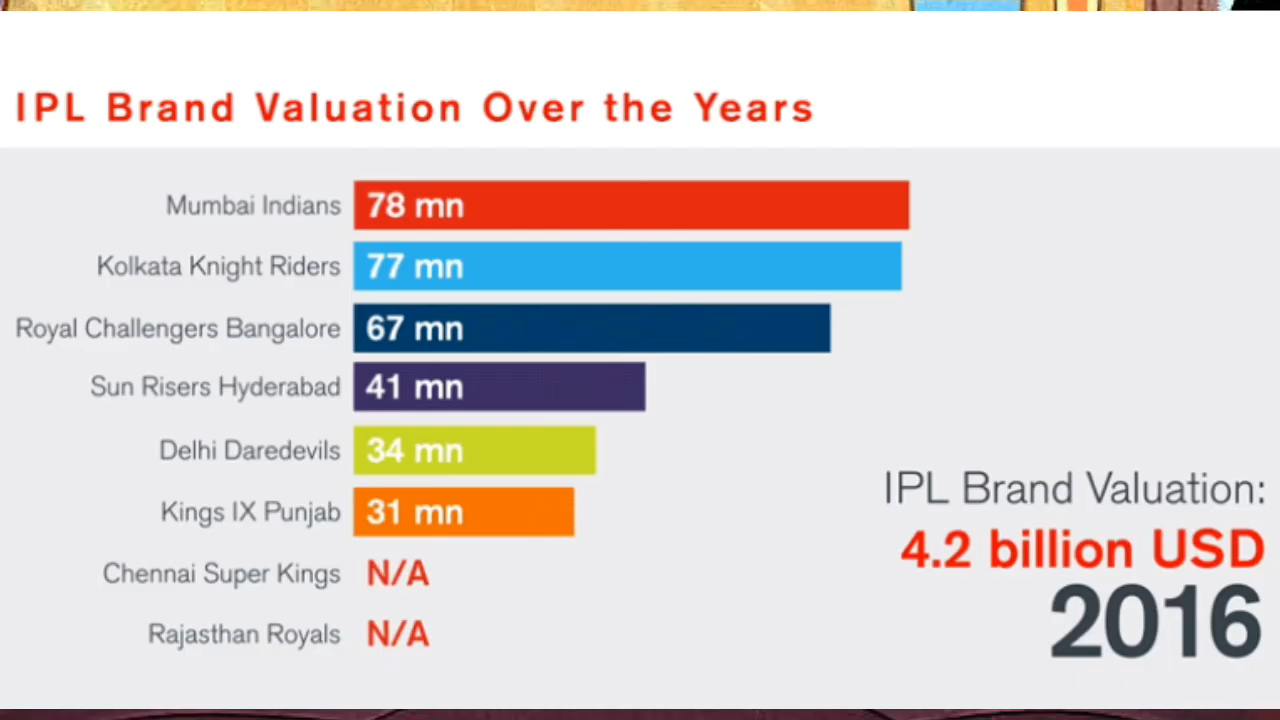 IPL Brand Valuation Over the Years
Mumbai Indians 78 mn
Kolkata Knight Riders 77 mn
Royal Challengers Bangalore 67 mn
Sun Risers Hyderabad 41 mn
Delhi Daredevils 34 mn
Kings IX Punjab 31 mn
Chennai Super Kings N/A
Rajasthan Royals N/A
IPL Brand Valuation:
4.2 billion USD
2016